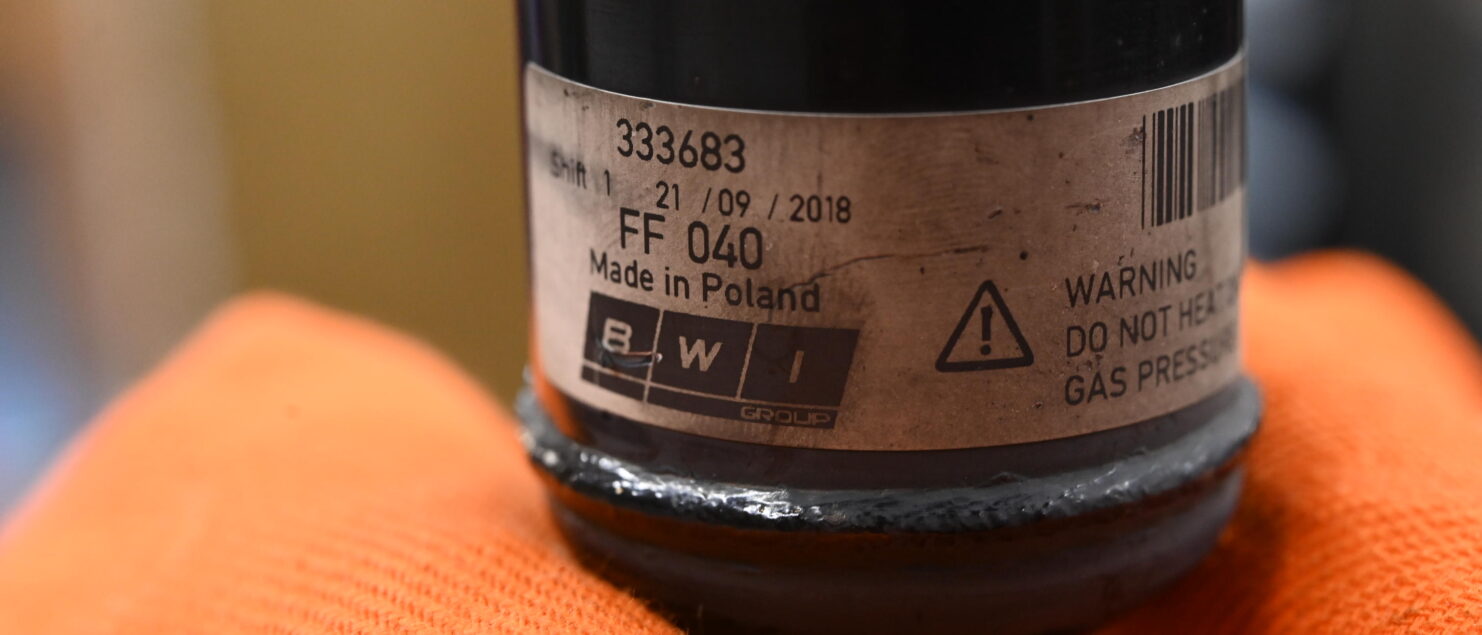 333683
Shift 1 21 /09 / 2018
FF 040
Made in Poland
BWI
GROUP
WARNING
DO NOT HEAT
GAS PRESSURE